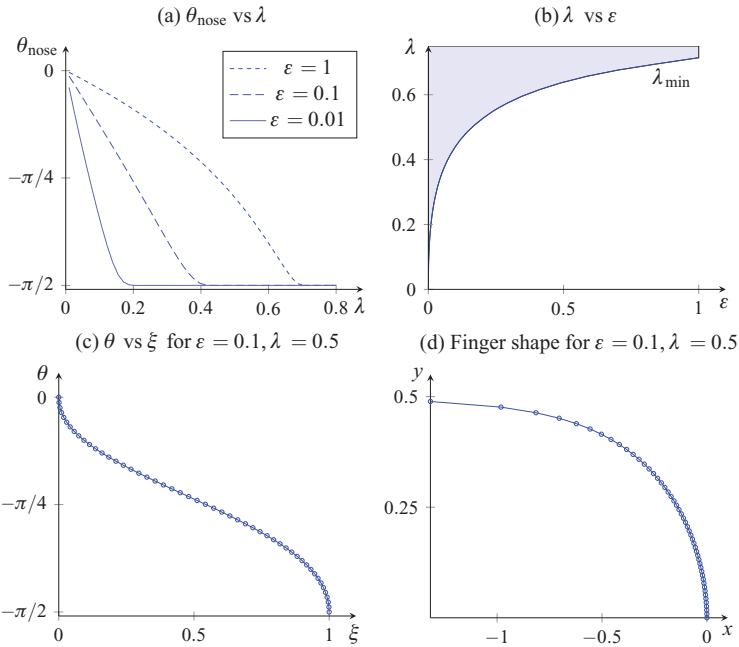 (a) θnose vs λ
θnose
0
−π/4
−π/2
0
0.2
0.4
0.6
0.8
λ
ε = 1
ε = 0.1
ε = 0.01
(b) λ vs ε
λ
0.6
0.4
0.2
0
0
0.5
1
ε
λmin
(c) θ vs ξ for ε = 0.1, λ = 0.5
θ
0
−π/4
−π/2
0
0.5
1
ξ
(d) Finger shape for ε = 0.1, λ = 0.5
y
0.5
0.25
−1
−0.5
0
x